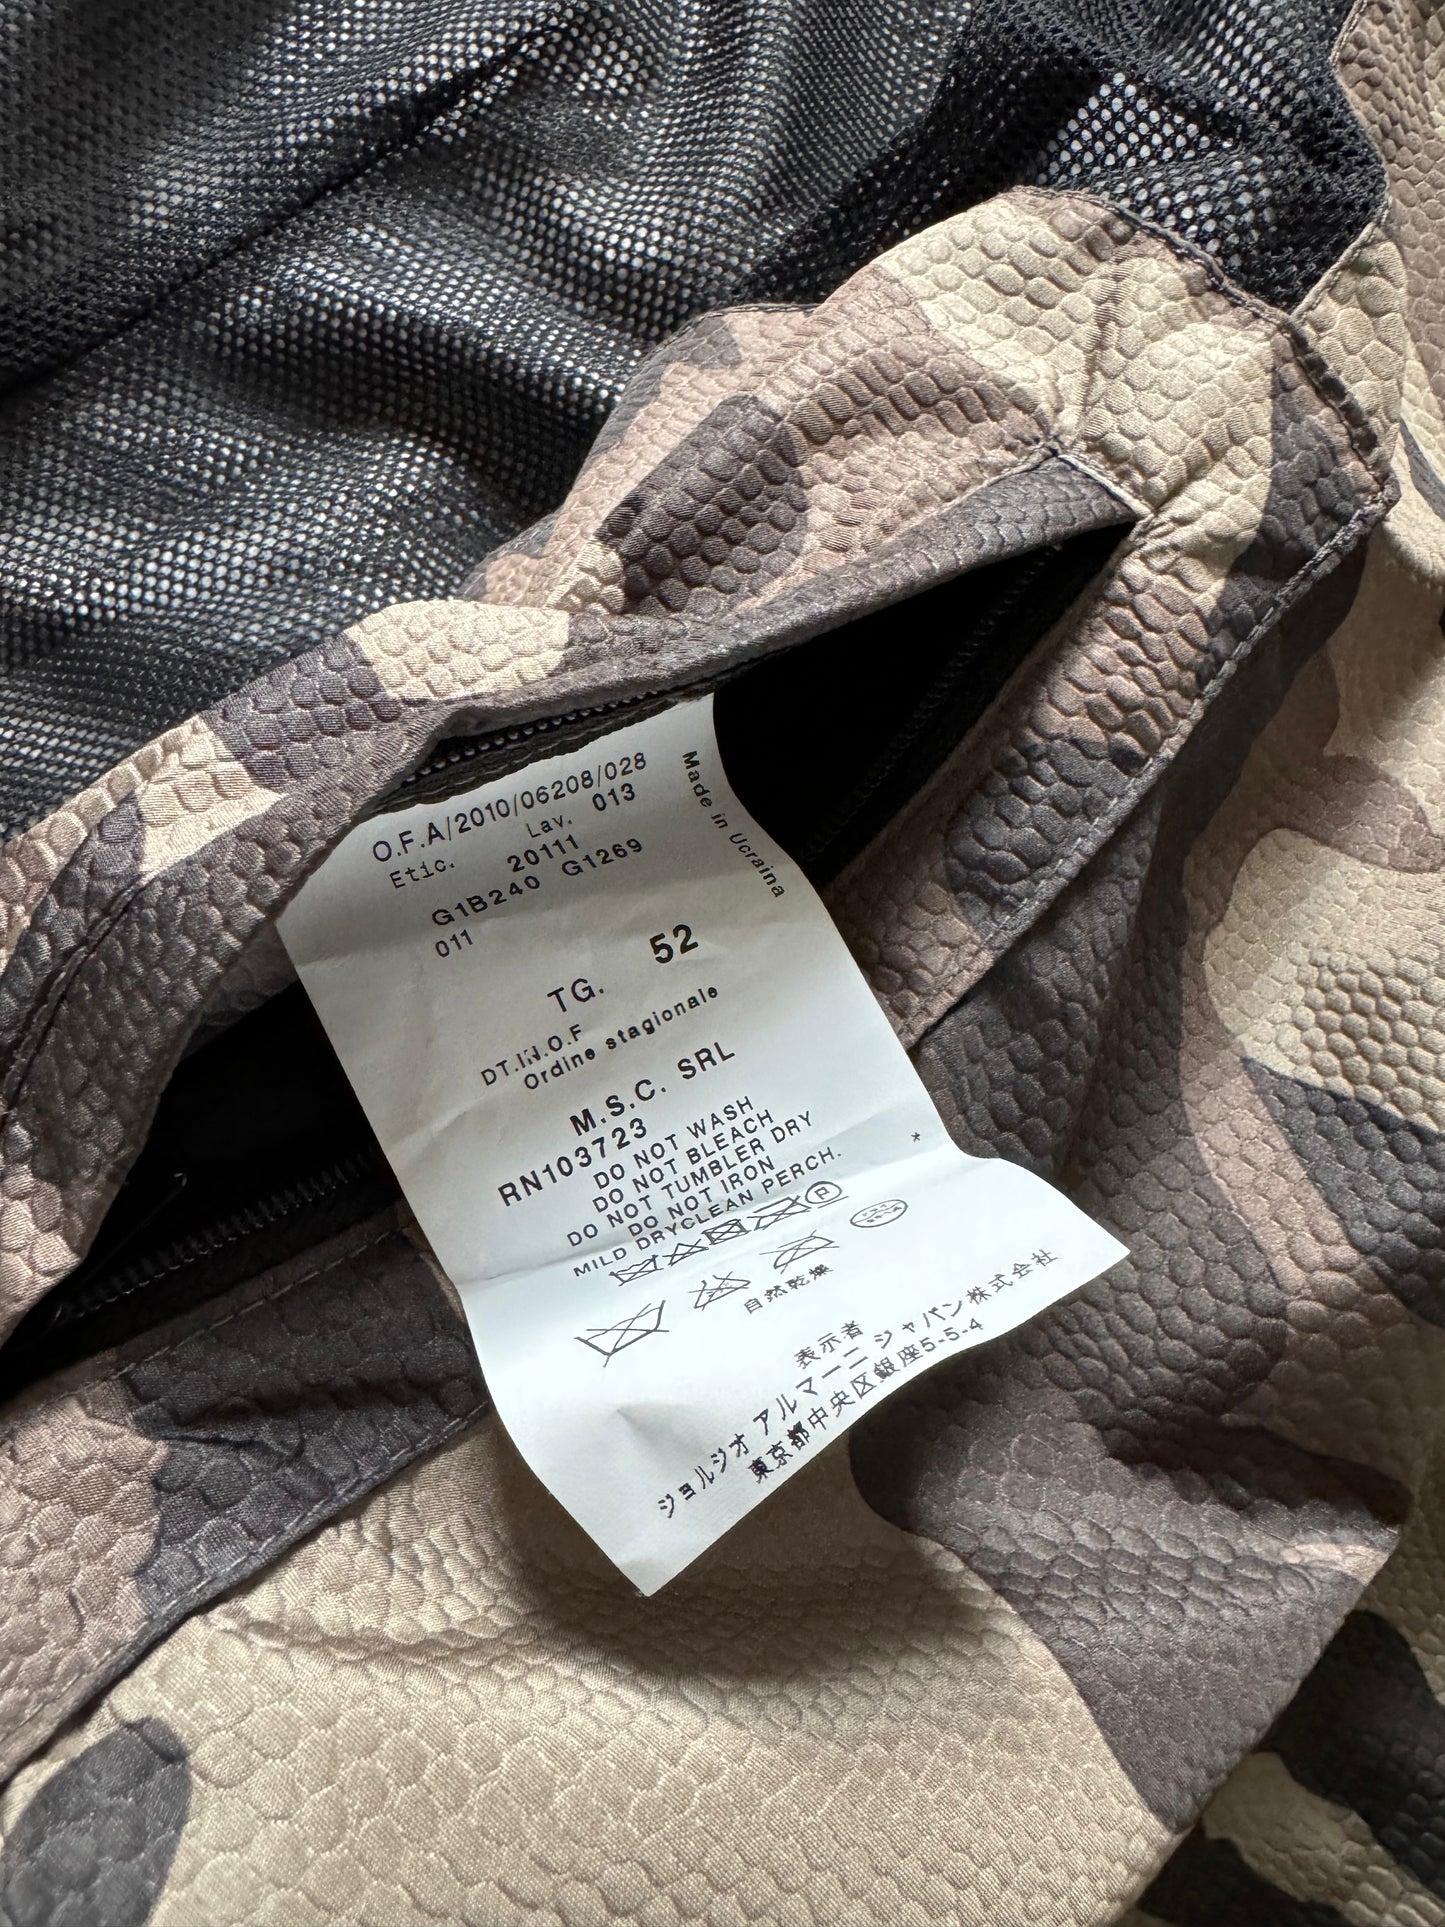 O.F.A/2010/06208/028
Lav. 013
Etic. 20111
G1B240 G1269
011
Made in Ucraina
TG. 52
DT.IN.O.F
Ordine stagionale
M.S.C. SRL
RN103723
DO NOT WASH
DO NOT BLEACH
DO NOT TUMBLER DRY
DO NOT IRON
MILD DRYCLEAN PERCH.
*
P
自然乾燥
表示者
ジョルジオ アルマーニ ジャパン株式会社
東京都中央区銀座5-5-4